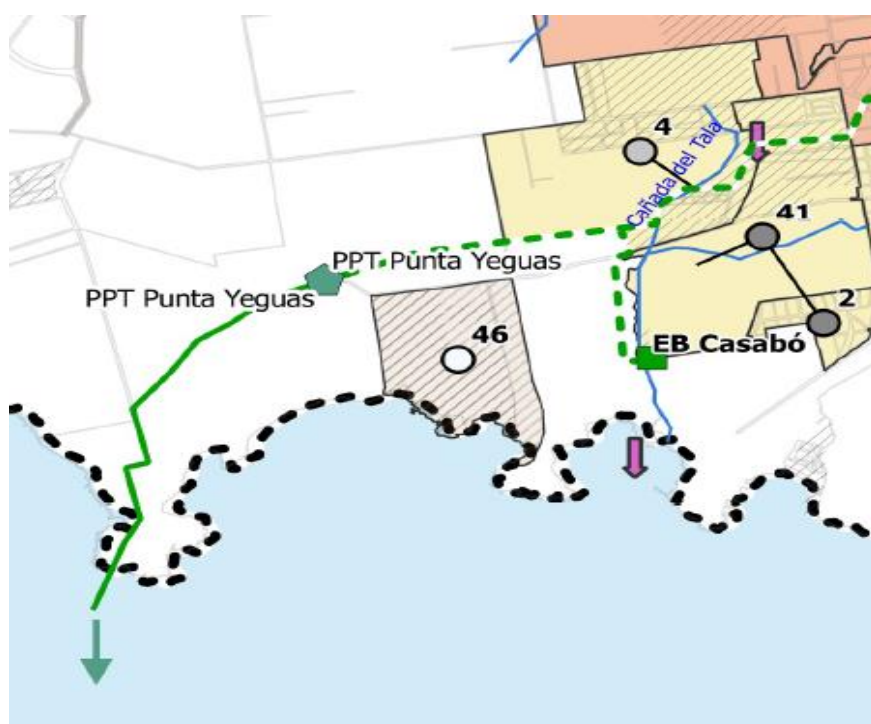 4
Cañada del Tala
41
PPT Punta Yeguas
PPT Punta Yeguas
2
46
EB Casabó